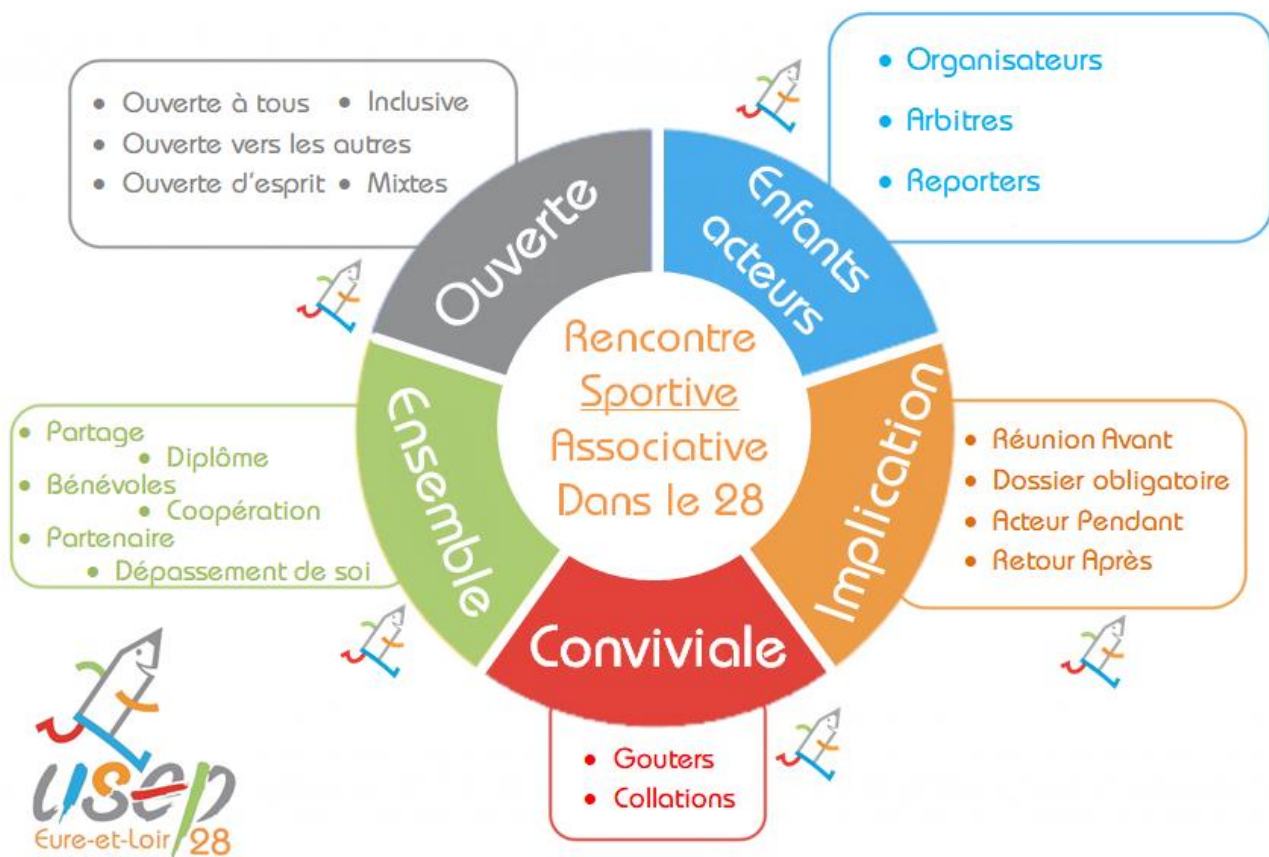 Organisateurs
Arbitres
Reporters
Ouverte à tous • Inclusive
Ouverte vers les autres
Ouverte d'esprit • Mixtes
Ouverte
Enfants
acteurs
Rencontre
Sportive
Associative
Dans le 28
Ensemble
Implication
Conviviale
Partage
Diplôme
Bénévoles
Coopération
Partenaire
Dépassement de soi
Réunion Avant
Dossier obligatoire
Acteur Pendant
Retour Après
Gouters
Collations
usep
Eure-et-Loir 28